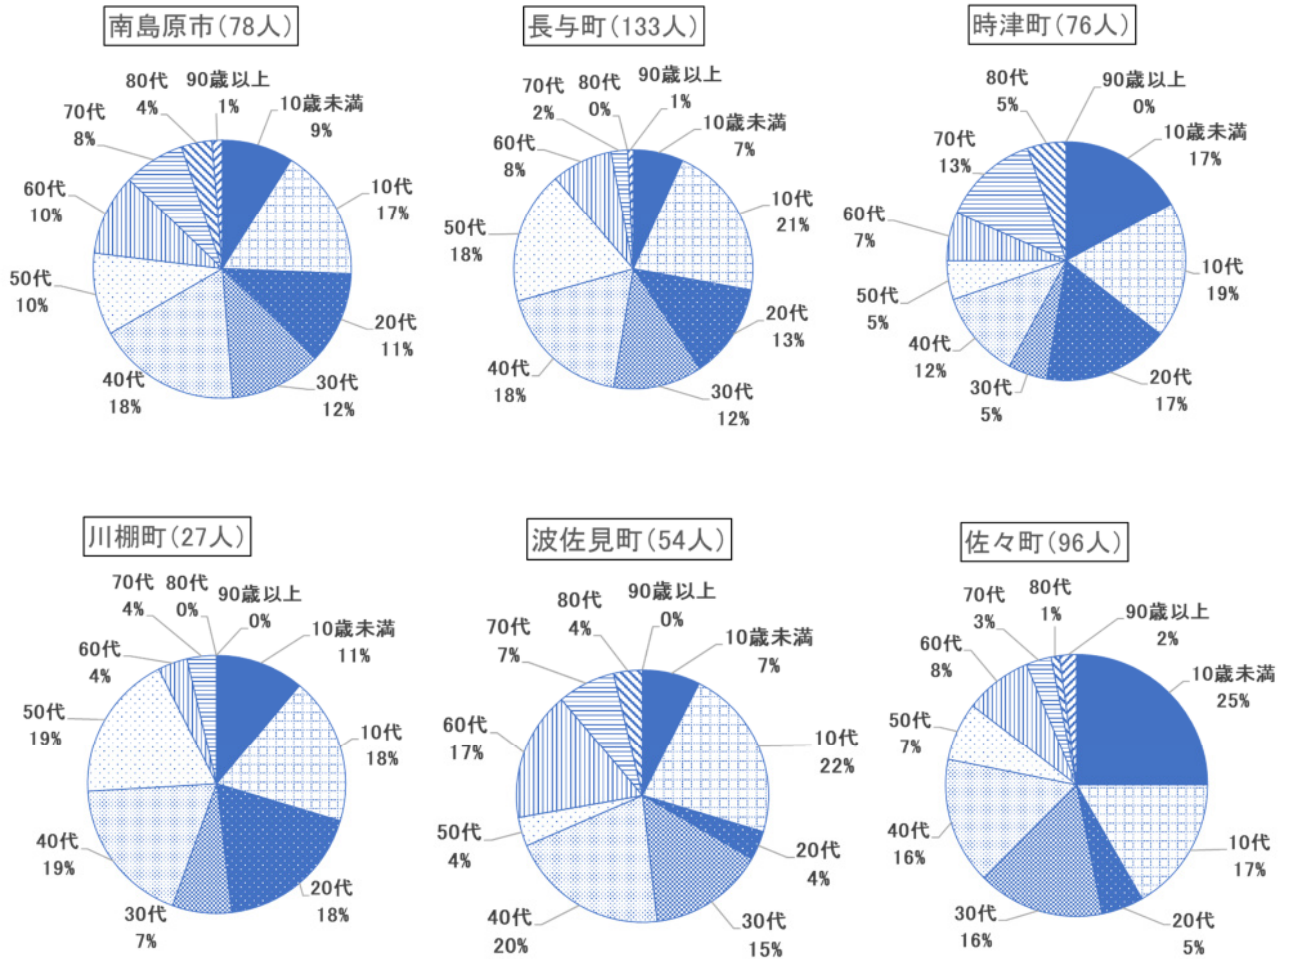 南島原市(78人)
90歳以上
1%
10歳未満
9%
10代
17%
20代
11%
30代
12%
40代
18%
50代
10%
60代
10%
70代
8%
80代
4%
長与町(133人)
90歳以上
1%
10歳未満
7%
10代
21%
20代
13%
30代
12%
40代
18%
50代
18%
60代
8%
70代
2%
80代
0%
時津町(76人)
90歳以上
0%
10歳未満
17%
10代
19%
20代
17%
30代
5%
40代
12%
50代
5%
60代
7%
70代
13%
80代
5%
川棚町(27人)
90歳以上
0%
10歳未満
11%
10代
18%
20代
18%
30代
7%
40代
19%
50代
19%
60代
4%
70代
4%
80代
0%
波佐見町(54人)
90歳以上
0%
10歳未満
7%
10代
22%
20代
4%
30代
15%
40代
20%
50代
4%
60代
17%
70代
7%
80代
4%
佐々町(96人)
90歳以上
2%
10歳未満
25%
10代
17%
20代
5%
30代
16%
40代
16%
50代
7%
60代
8%
70代
3%
80代
1%